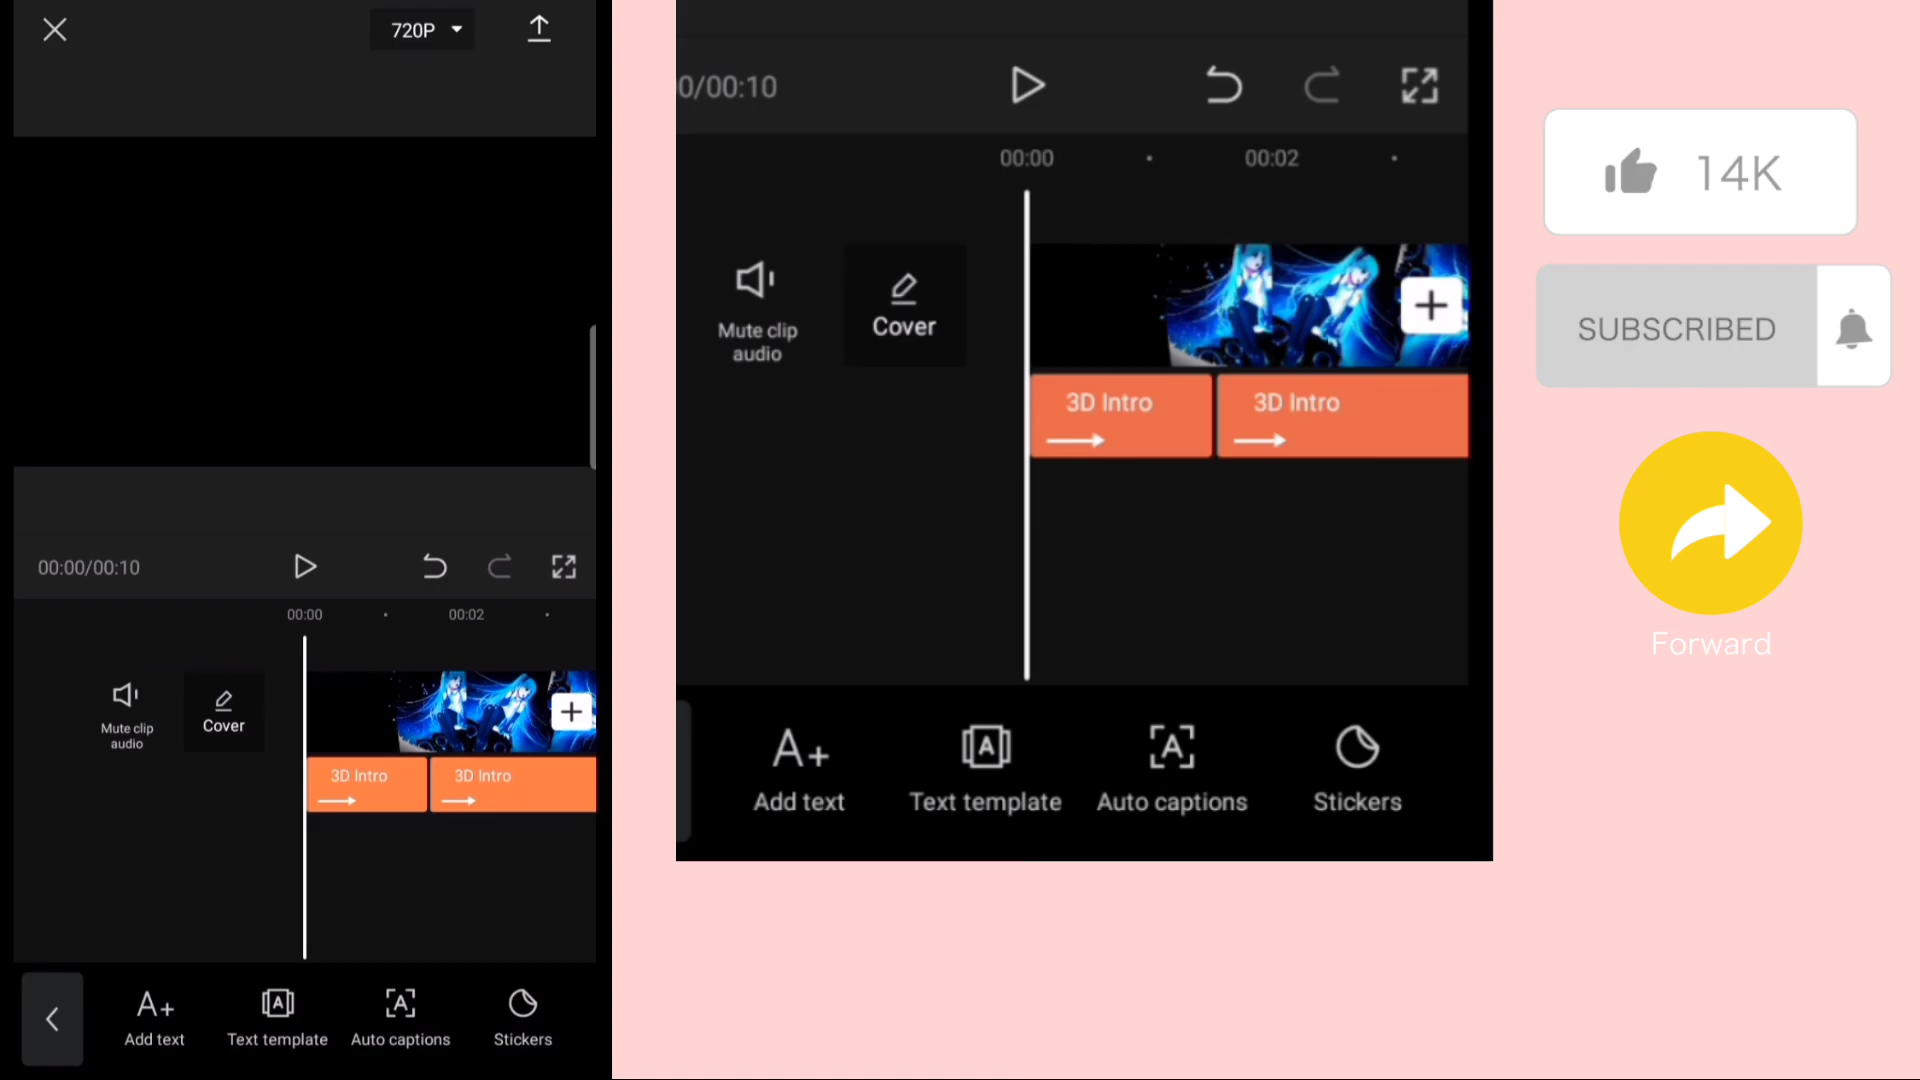 720P
00:00/00:10
00:00
00:02
Mute clip
audio
Cover
3D Intro
3D Intro
Add text
Text template
Auto captions
Stickers
0/00:10
00:00
00:02
Mute clip
audio
Cover
3D Intro
3D Intro
Add text
Text template
Auto captions
Stickers
14K
SUBSCRIBED
Forward